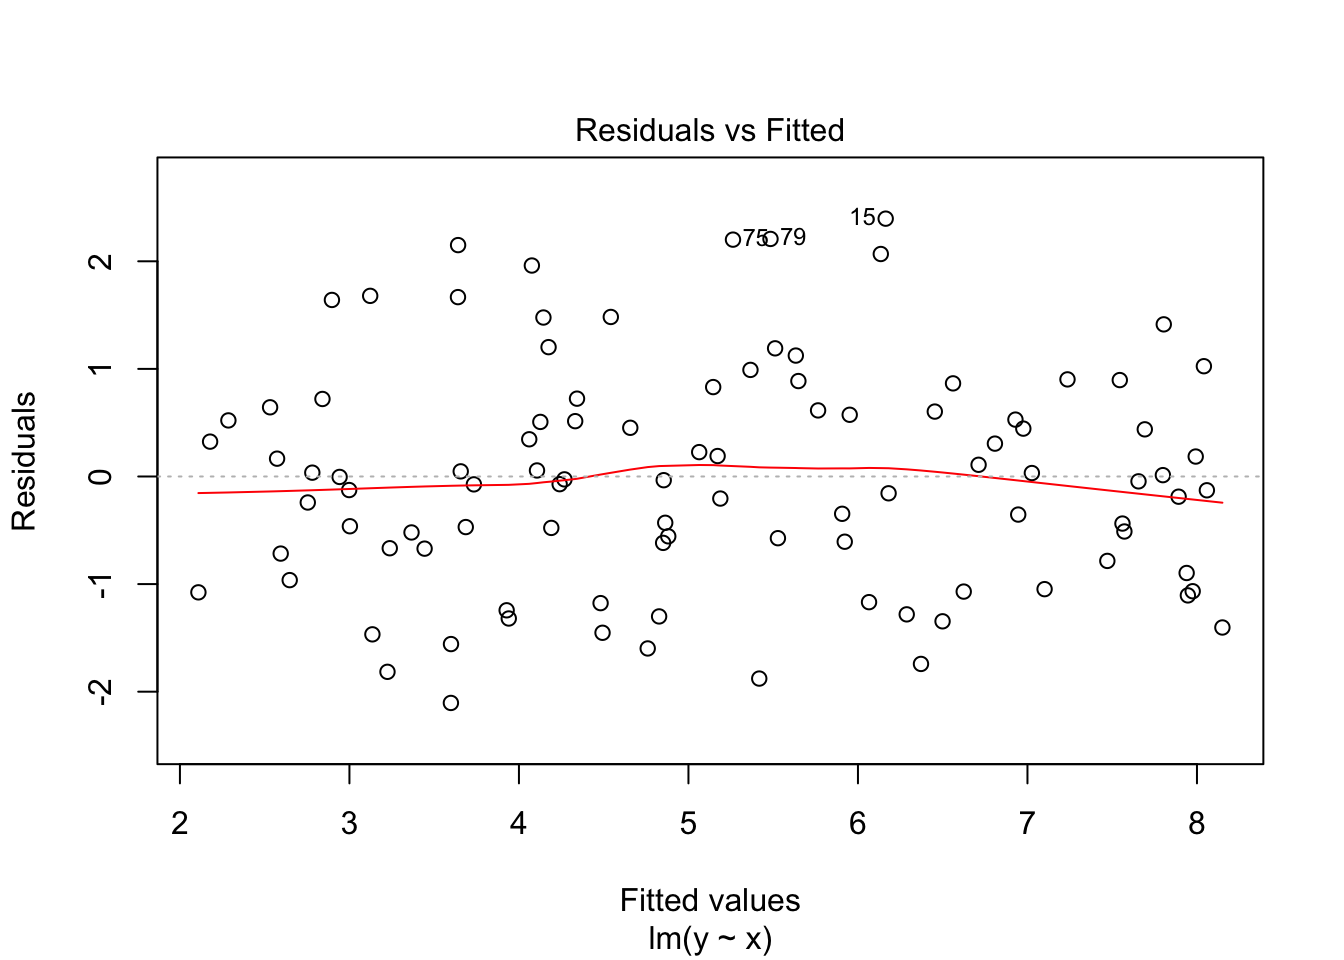 Residuals vs Fitted
15
75
79
Residuals
2
1
0
-1
-2
2 3 4 5 6 7 8
Fitted values
lm(y ~ x)